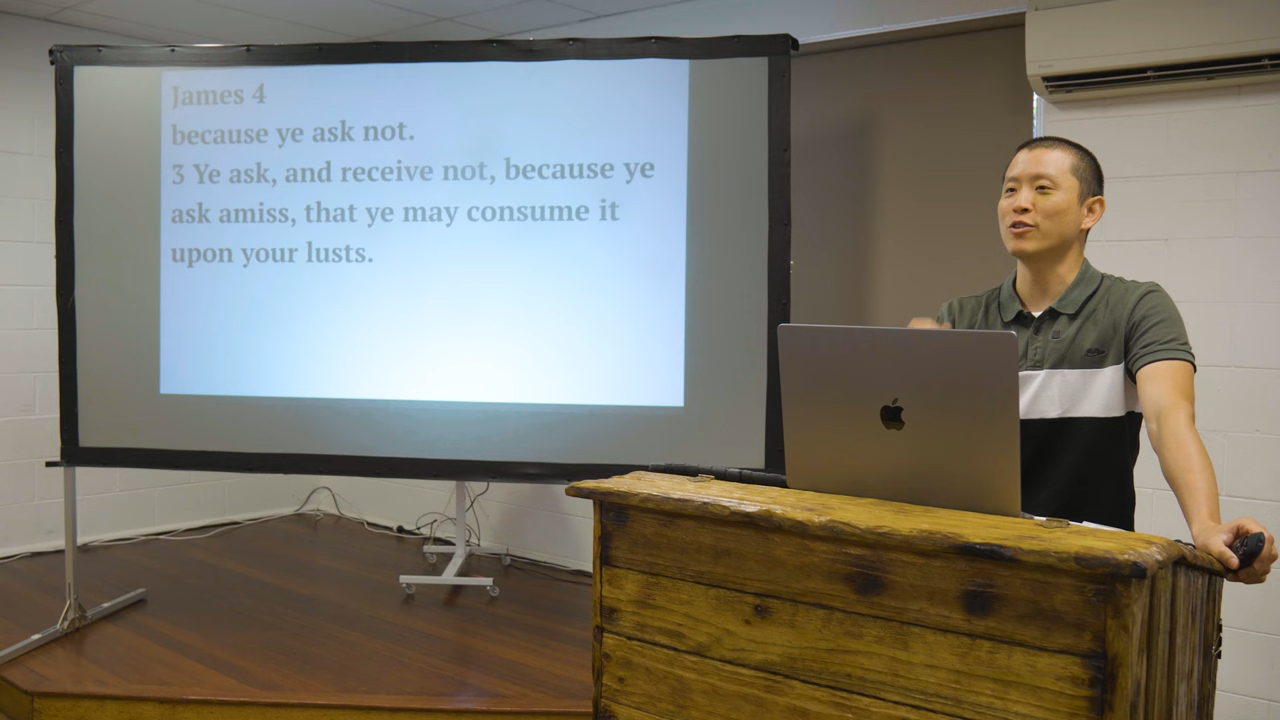 James 4
because ye ask not.
3 Ye ask, and receive not, because ye
ask amiss, that ye may consume it
upon your lusts.